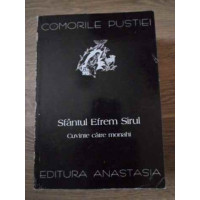 COMORILE PUSTIEI
Sfântul Efrem Sirul
Cuvinte către monahi
EDITURA ANASTASIA